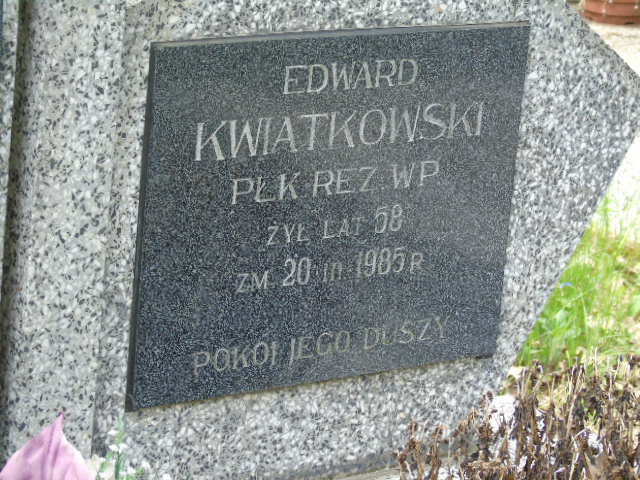 EDWARD
KWIATKOWSKI
PŁK. REZ. WP.
ŻYŁ LAT 58
ZM. 20 III 1985 R
POKÓJ JEGO DUSZY